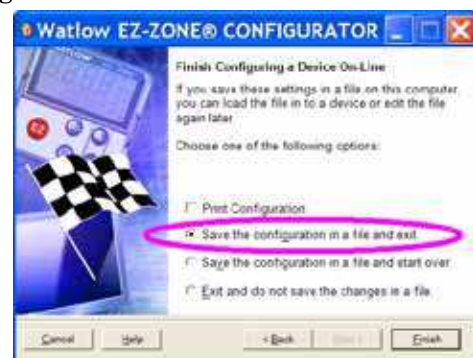 Watlow EZ-ZONE® CONFIGURATOR
Finish Configuring a Device On-Line
If you save these settings in a file on this computer
you can load the file in to a device or edit the file
again later
Choose one of the following options:
Print Configuration
Save the configuration in a file and exit
Save the configuration in a file and start over
Exit and do not save the changes in a file
Cancel
Help
< Back
Finish